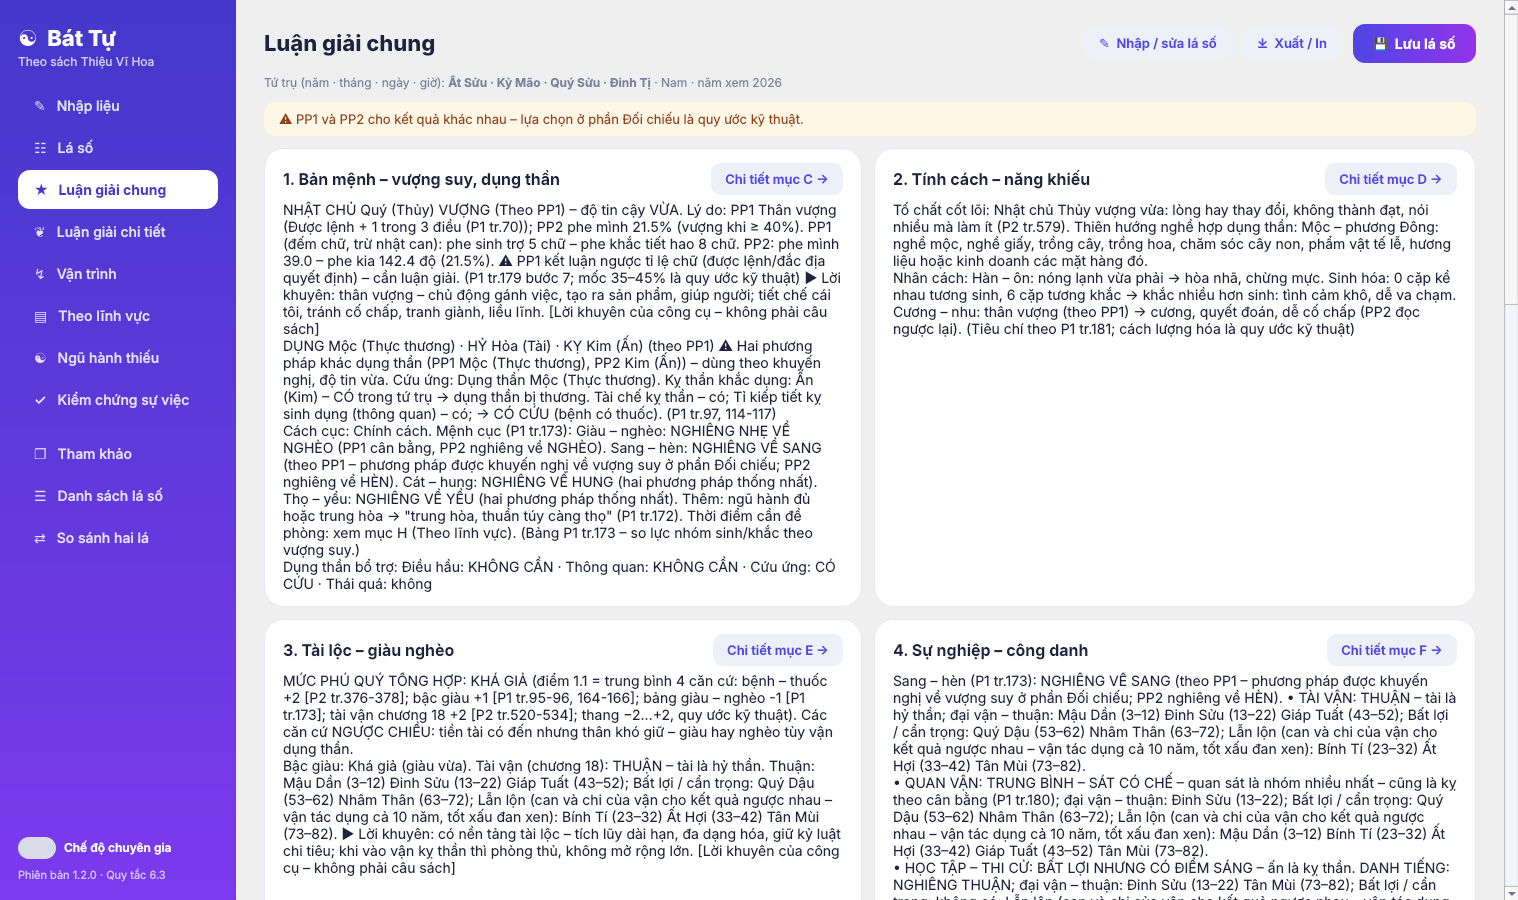 ☯ Bát Tự
Theo sách Thiệu Vĩ Hoa
✎ Nhập liệu
☷ Lá số
★ Luận giải chung
❦ Luận giải chi tiết
↯ Vận trình
▤ Theo lĩnh vực
☯ Ngũ hành thiếu
✓ Kiểm chứng sự việc
❐ Tham khảo
☰ Danh sách lá số
⇄ So sánh hai lá
Chế độ chuyên gia
Phiên bản 1.2.0 · Quy tắc 6.3
Luận giải chung
✎ Nhập / sửa lá số
Xuất / In
💾 Lưu lá số
Tứ trụ (năm · tháng · ngày · giờ): Ất Sửu · Kỷ Mão · Quý Sửu · Đinh Tị · Nam · năm xem 2026
⚠ PP1 và PP2 cho kết quả khác nhau – lựa chọn ở phần Đối chiếu là quy ước kỹ thuật.
1. Bản mệnh – vượng suy, dụng thần
Chi tiết mục C →
NHẬT CHỦ Quý (Thủy) VƯỢNG (Theo PP1) – độ tin cậy VỪA. Lý do: PP1 Thân vượng
(Được lệnh + 1 trong 3 điều (P1 tr.70)); PP2 phe mình 21.5% (vượng khi ≥ 40%). PP1
(đếm chữ, trừ nhật can): phe sinh trợ 5 chữ – phe khắc tiết hao 8 chữ. PP2: phe mình
39.0 – phe kia 142.4 độ (21.5%). ⚠ PP1 kết luận ngược tỉ lệ chữ (được lệnh/đắc địa
quyết định) – cần luận giải. (P1 tr.179 bước 7; mốc 35–45% là quy ước kỹ thuật) ▶ Lời
khuyên: thân vượng – chủ động gánh việc, tạo ra sản phẩm, giúp người; tiết chế cái
tôi, tránh cố chấp, tranh giành, liều lĩnh. [Lời khuyên của công cụ – không phải câu
sách]
DỤNG Mộc (Thực thương) · HỶ Hỏa (Tài) · KỴ Kim (Ấn) (theo PP1) ⚠ Hai phương
pháp khác dụng thần (PP1 Mộc (Thực thương), PP2 Kim (Ấn)) – dùng theo khuyến
nghị, độ tin vừa. Cứu ứng: Dụng thần Mộc (Thực thương). Kỵ thần khắc dụng: Ấn
(Kim) – CÓ trong tứ trụ → dụng thần bị thương. Tài chế kỵ thần – có; Tỉ kiếp tiết kỵ
sinh dụng (thông quan) – có; → CÓ CỨU (bệnh có thuốc). (P1 tr.97, 114-117)
Cách cục: Chính cách. Mệnh cục (P1 tr.173): Giàu – nghèo: NGHIÊNG NHẸ VỀ
NGHÈO (PP1 cân bằng, PP2 nghiêng về NGHÈO). Sang – hèn: NGHIÊNG VỀ SANG
(theo PP1 – phương pháp được khuyến nghị về vượng suy ở phần Đối chiếu; PP2
nghiêng về HÈN). Cát – hung: NGHIÊNG VỀ HUNG (hai phương pháp thống nhất).
Thọ – yểu: NGHIÊNG VỀ YỂU (hai phương pháp thống nhất). Thêm: ngũ hành đủ
hoặc trung hòa → "trung hòa, thuần túy càng thọ" (P1 tr.172). Thời điểm cần đề
phòng: xem mục H (Theo lĩnh vực). (Bảng P1 tr.173 – so lực nhóm sinh/khắc theo
vượng suy.)
Dụng thần bổ trợ: Điều hầu: KHÔNG CẦN · Thông quan: KHÔNG CẦN · Cứu ứng: CÓ
CỨU · Thái quá: không
2. Tính cách – năng khiếu
Chi tiết mục D →
Tố chất cốt lõi: Nhật chủ Thủy vượng vừa: lòng hay thay đổi, không thành đạt, nói
nhiều mà làm ít (P2 tr.579). Thiên hướng nghề hợp dụng thần: Mộc – phương Đông:
nghề mộc, nghề giấy, trồng cây, trồng hoa, chăm sóc cây non, phẩm vật tế lễ, hương
liệu hoặc kinh doanh các mặt hàng đó.
Nhân cách: Hàn – ôn: nóng lạnh vừa phải → hòa nhã, chừng mực. Sinh hóa: 0 cặp kề
nhau tương sinh, 6 cặp tương khắc → khắc nhiều hơn sinh: tình cảm khô, dễ va chạm.
Cương – nhu: thân vượng (theo PP1) → cương, quyết đoán, dễ cố chấp (PP2 đọc
ngược lại). (Tiêu chí theo P1 tr.181; cách lượng hóa là quy ước kỹ thuật)
3. Tài lộc – giàu nghèo
Chi tiết mục E →
MỨC PHÚ QUÝ TỔNG HỢP: KHÁ GIẢ (điểm 1.1 = trung bình 4 căn cứ: bệnh – thuốc
+2 [P2 tr.376-378]; bậc giàu +1 [P1 tr.95-96, 164-166]; bảng giàu – nghèo -1 [P1
tr.173]; tài vận chương 18 +2 [P2 tr.520-534]; thang −2…+2, quy ước kỹ thuật). Các
căn cứ NGƯỢC CHIỀU: tiền tài có đến nhưng thân khó giữ – giàu hay nghèo tùy vận
dụng thần.
Bậc giàu: Khá giả (giàu vừa). Tài vận (chương 18): THUẬN – tài là hỷ thần. Thuận:
Mậu Dần (3–12) Đinh Sửu (13–22) Giáp Tuất (43–52); Bất lợi / cần trọng: Quý Dậu
(53–62) Nhâm Thân (63–72); Lẫn lộn (can và chi của vận cho kết quả ngược nhau –
vận tác dụng cả 10 năm, tốt xấu đan xen): Bính Tí (23–32) Ất Hợi (33–42) Tân Mùi
(73–82). ▶ Lời khuyên: có nền tảng tài lộc – tích lũy dài hạn, đa dạng hóa, giữ kỷ luật
chi tiêu; khi vào vận kỵ thần thì phòng thủ, không mở rộng lớn. [Lời khuyên của công
cụ – không phải câu sách]
4. Sự nghiệp – công danh
Chi tiết mục F →
Sang – hèn (P1 tr.173): NGHIÊNG VỀ SANG (theo PP1 – phương pháp được khuyến
nghị về vượng suy ở phần Đối chiếu; PP2 nghiêng về HÈN). • TÀI VẬN: THUẬN – tài là
hỷ thần; đại vận – thuận: Mậu Dần (3–12) Đinh Sửu (13–22) Giáp Tuất (43–52); Bất lợi
/ cần trọng: Quý Dậu (53–62) Nhâm Thân (63–72); Lẫn lộn (can và chi của vận cho
kết quả ngược nhau – vận tác dụng cả 10 năm, tốt xấu đan xen): Bính Tí (23–32) Ất
Hợi (33–42) Tân Mùi (73–82).
• QUAN VẬN: TRUNG BÌNH – SÁT CÓ CHẾ – quan sát là nhóm nhiều nhất – cũng là kỵ
theo cân bằng (P1 tr.180); đại vận – thuận: Đinh Sửu (13–22); Bất lợi / cần trọng: Quý
Dậu (53–62) Nhâm Thân (63–72); Lẫn lộn (can và chi của vận cho kết quả ngược
nhau – vận tác dụng cả 10 năm, tốt xấu đan xen): Mậu Dần (3–12) Bính Tí (23–32) Ất
Hợi (33–42) Giáp Tuất (43–52) Tân Mùi (73–82).
• HỌC TẬP – THI CỬ: BẤT LỢI NHƯNG CÓ ĐIỂM SÁNG – ấn là kỵ thần. DANH TIẾNG:
NGHIÊNG THUẬN; đại vận – thuận: Đinh Sửu (13–22) Tân Mùi (73–82); Bất lợi / cần